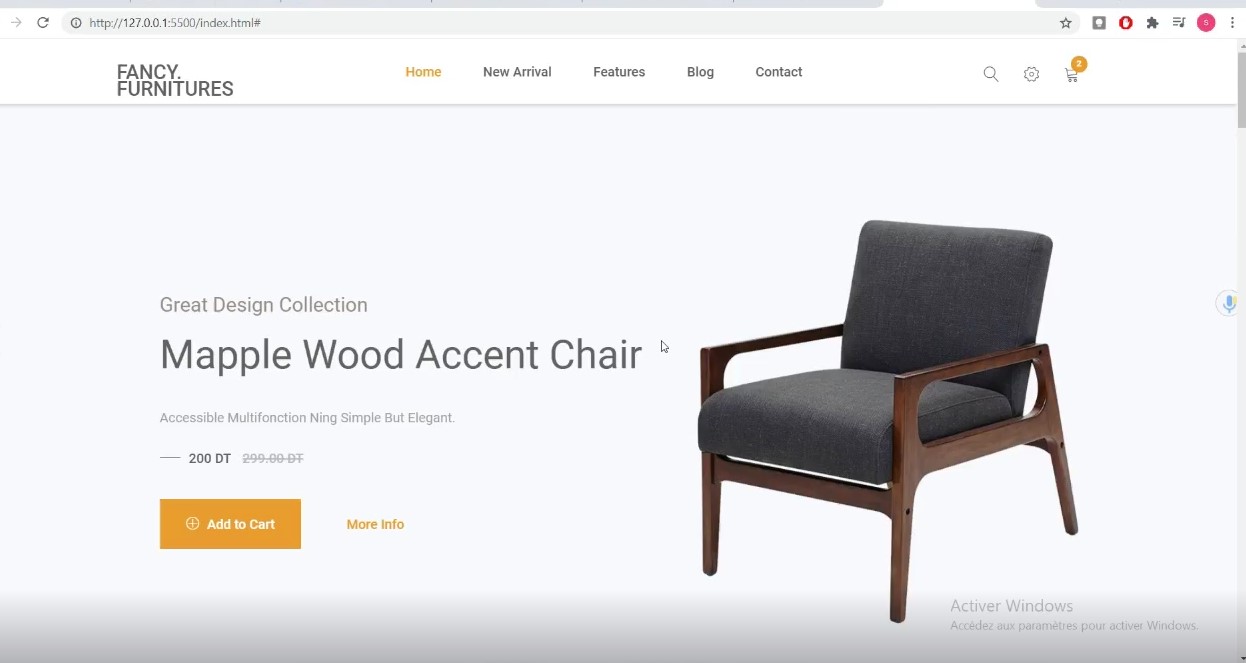 http://127.0.0.1:5500/index.html#
S
FANCY.
FURNITURES
Home New Arrival Features Blog Contact
2
Great Design Collection
Mapple Wood Accent Chair
Accessible Multifonction Ning Simple But Elegant.
200 DT 299.00 DT
Add to Cart More Info
Activer Windows
Accédez aux paramètres pour activer Windows.